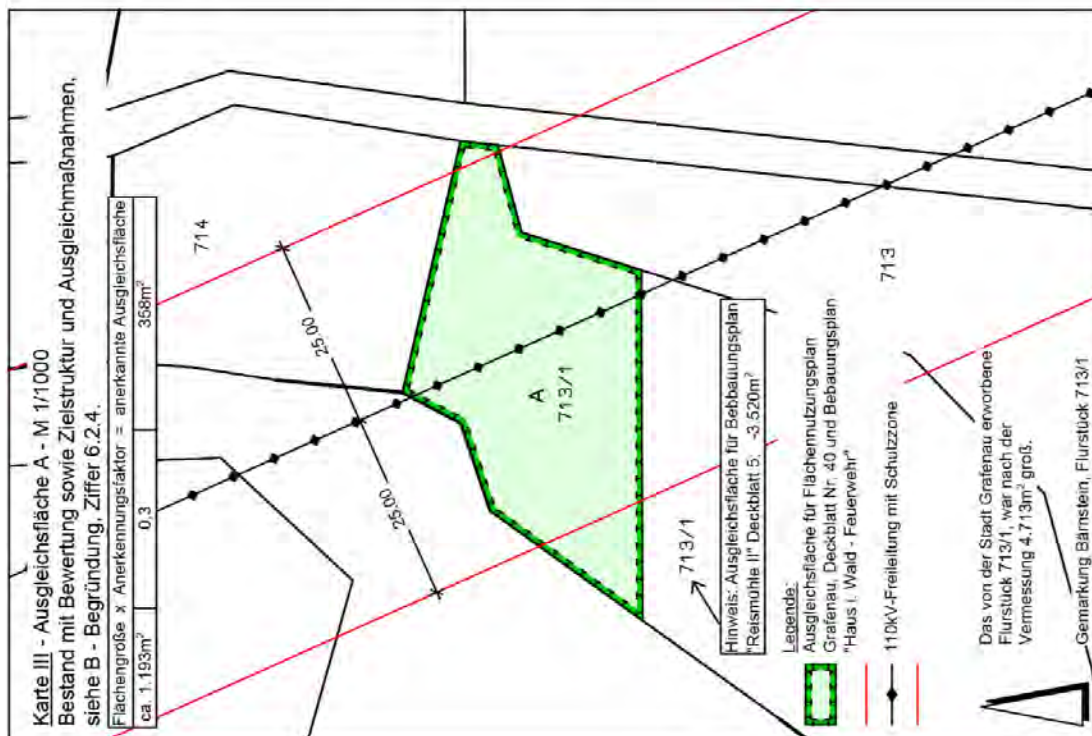 Karte III - Ausgleichsfläche A - M 1/1000
Bestand mit Bewertung sowie Zielstruktur und Ausgleichmaßnahmen,
siehe B - Begründung, Ziffer 6.2.4.
Flächengröße x Anerkennungsfaktor = anerkannte Ausgleichsfläche
ca. 1.193m² 0,3 358m²
714
25.00
25.00
A
713/1
713
713/1
Hinweis: Ausgleichsfläche für Bebbauungsplan
"Reismühle II" Deckblatt 5; -3.520m²
Legende:
Ausgleichsfläche für Flächennutzungsplan
Grafenau, Deckblatt Nr. 40 und Bebauungsplan
"Haus i. Wald - Feuerwehr"
110kV-Freileitung mit Schutzzone
Das von der Stadt Grafenau erworbene
Flurstück 713/1, war nach der
Vermessung 4.713m² groß.
Gemarkung Bärnstein, Flurstück 713/1